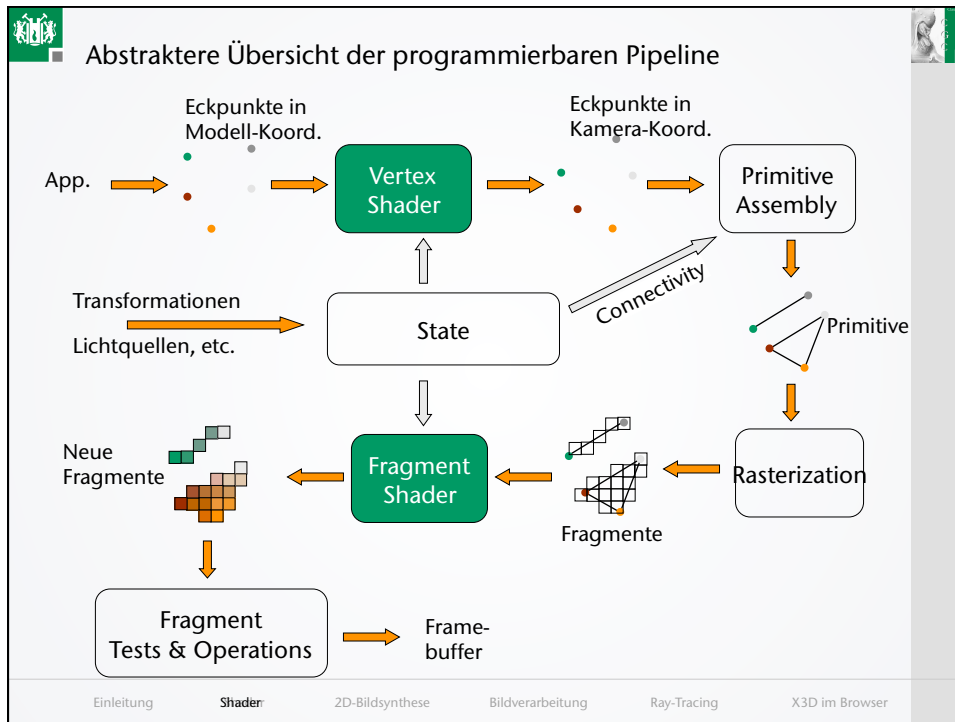 Abstraktere Übersicht der programmierbaren Pipeline
Eckpunkte in
Modell-Koord.
Eckpunkte in
Kamera-Koord.
App.
Vertex
Shader
Primitive
Assembly
Connectivity
Transformationen
Lichtquellen, etc.
State
Primitive
Neue
Fragmente
Fragment
Shader
Fragmente
Rasterization
Fragment
Tests & Operations
Frame-
buffer
Einleitung
Shader
2D-Bildsynthese
Bildverarbeitung
Ray-Tracing
X3D im Browser